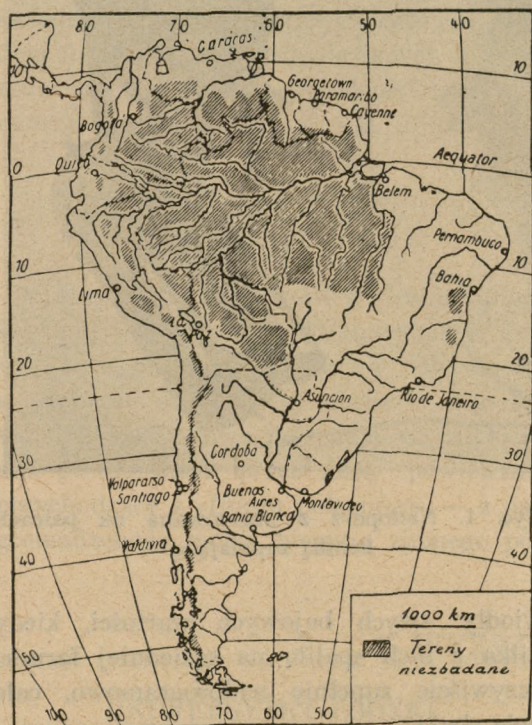 80
70
60
50
40
Caracas
10
Georgetown
Paramaribo
Cayenne
Bogota
Aequator
0
Belem
Pernambuco
10
10
Bahia
Lima
20
20
Asuncion
Rio de Janeiro
Cordoba
30
30
Valparaiso
Santiago
Buenos-
Aires
Montevideo
Bahia Blanca
Valdivia
40
40
50
100
90
80
70
60
50
1000 km
Tereny
niezbadane